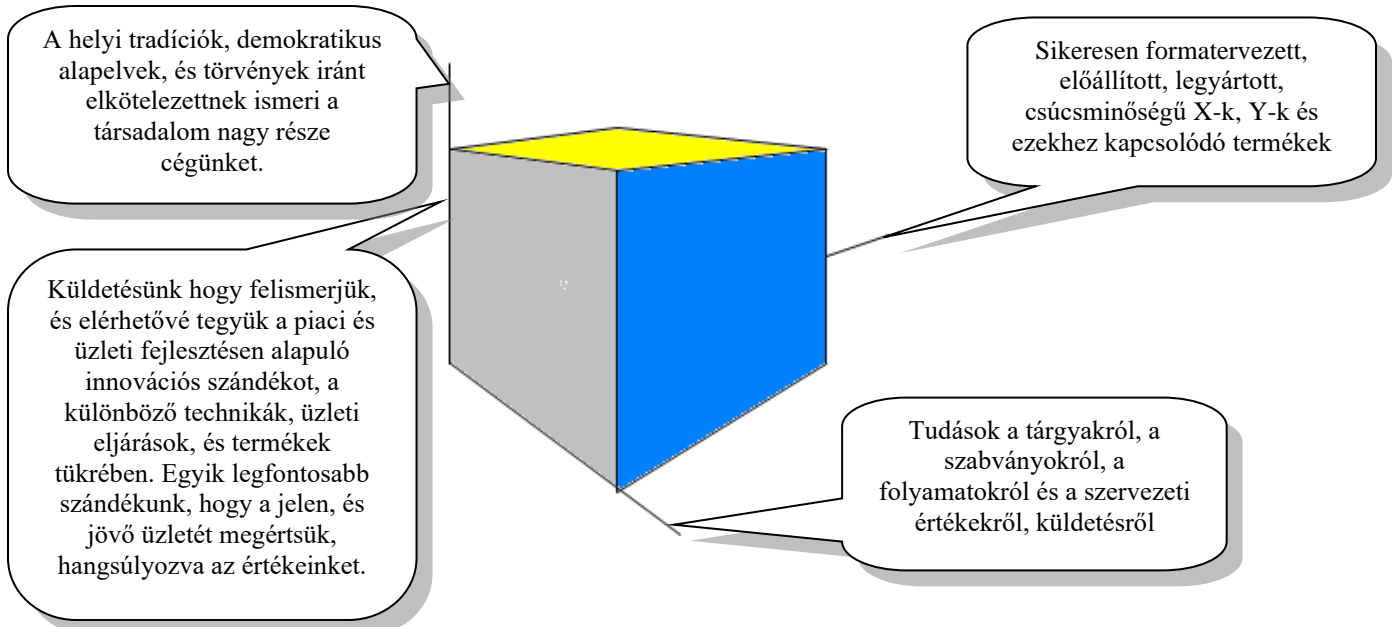 A helyi tradíciók, demokratikus
alapelvek, és törvények iránt
elkötelezettnek ismeri a
társadalom nagy része
cégünket.
Sikeresen formatervezett,
előállított, legyártott,
csúcsminőségű X-k, Y-k és
ezekhez kapcsolódó termékek
Küldetésünk hogy felismerjük,
és elérhetővé tegyük a piaci és
üzleti fejlesztésen alapuló
innovációs szándékot, a
különböző technikák, üzleti
eljárások, és termékek
tükrében. Egyik legfontosabb
szándékunk, hogy a jelen, és
jövő üzletét megértsük,
hangsúlyozva az értékeinket.
Tudások a tárgyakról, a
szabványokról, a
folyamatokról és a szervezeti
értékekről, küldetésről